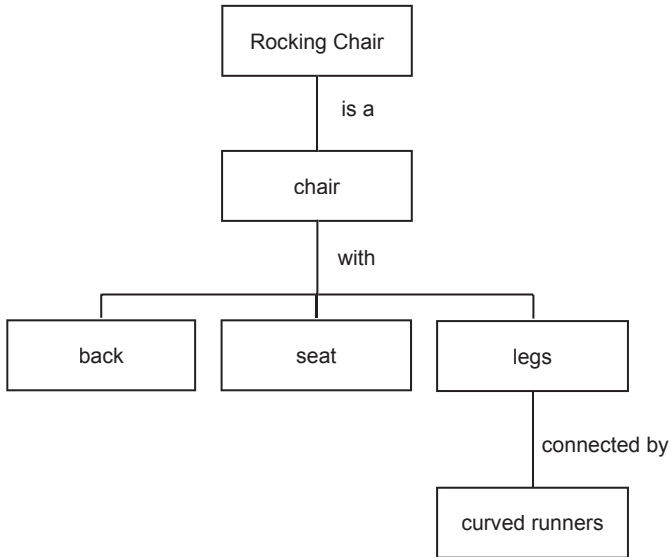 Rocking Chair
is a
chair
with
back
seat
legs
connected by
curved runners